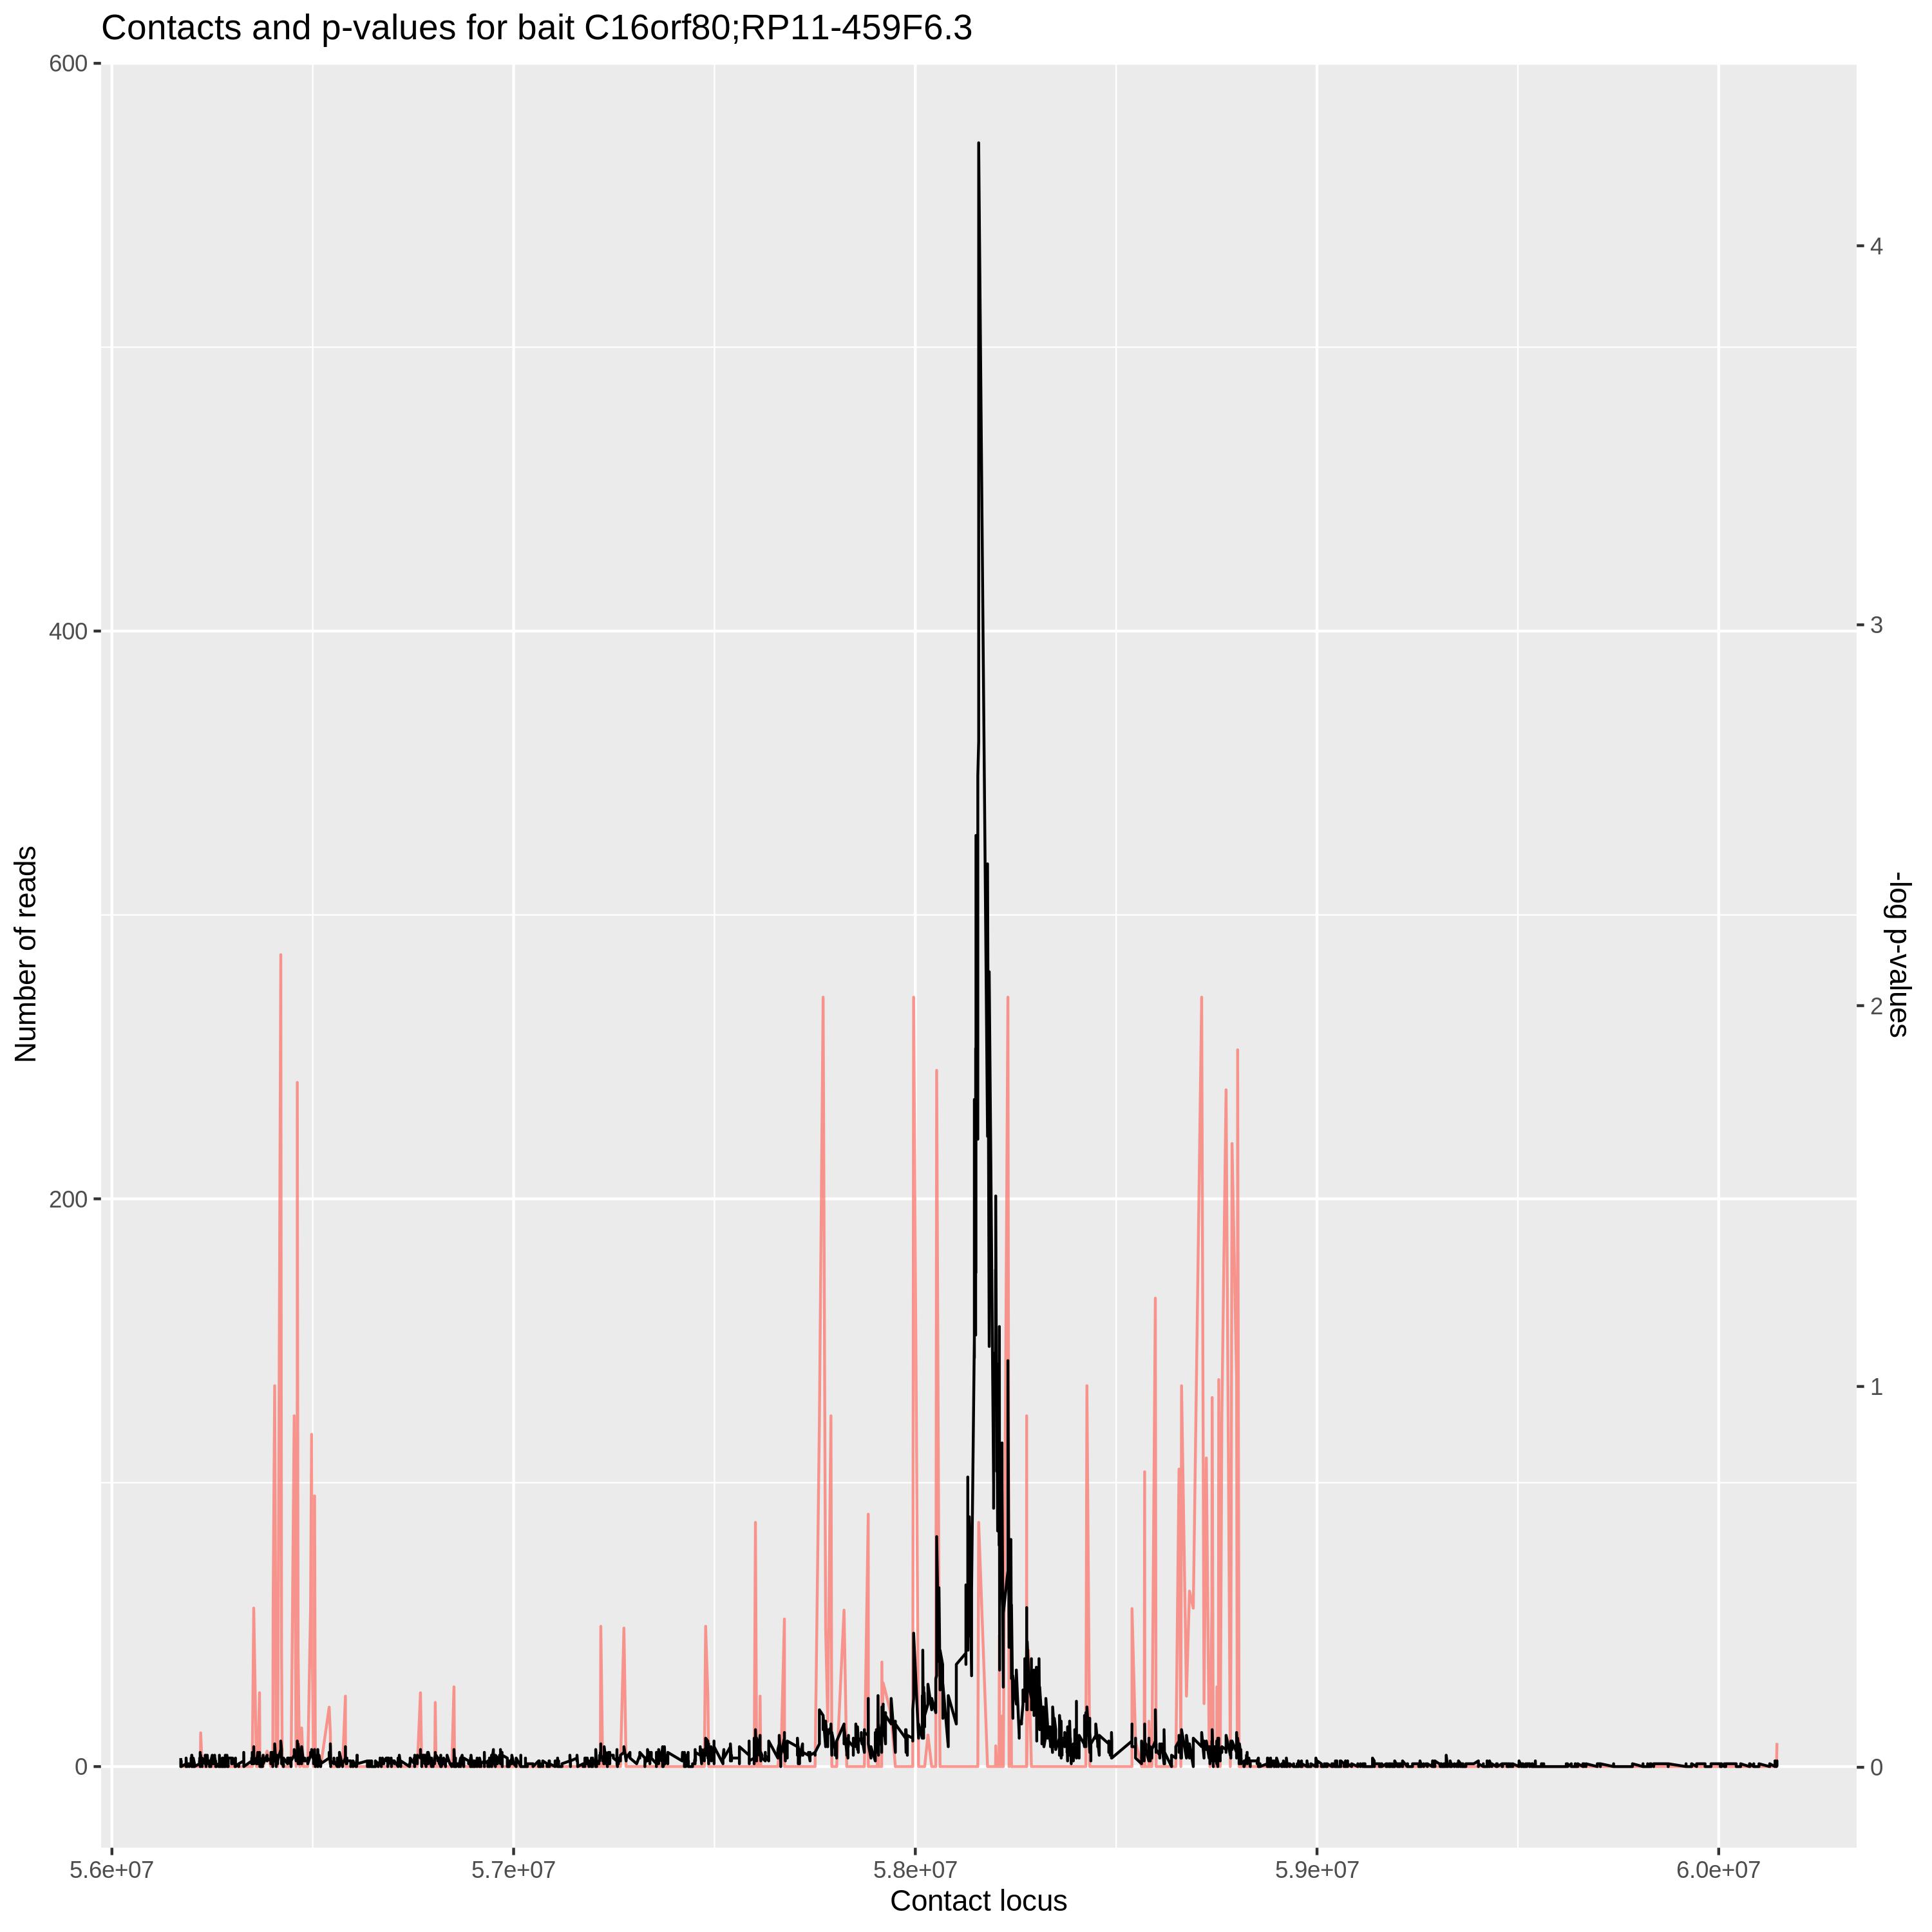 Contacts and p-values for bait C16orf80;RP11-459F6.3
600
400
200
0
Number of reads
4
3
2
1
0
-log p-values
5.6e+07
5.7e+07
5.8e+07
5.9e+07
6.0e+07
Contact locus